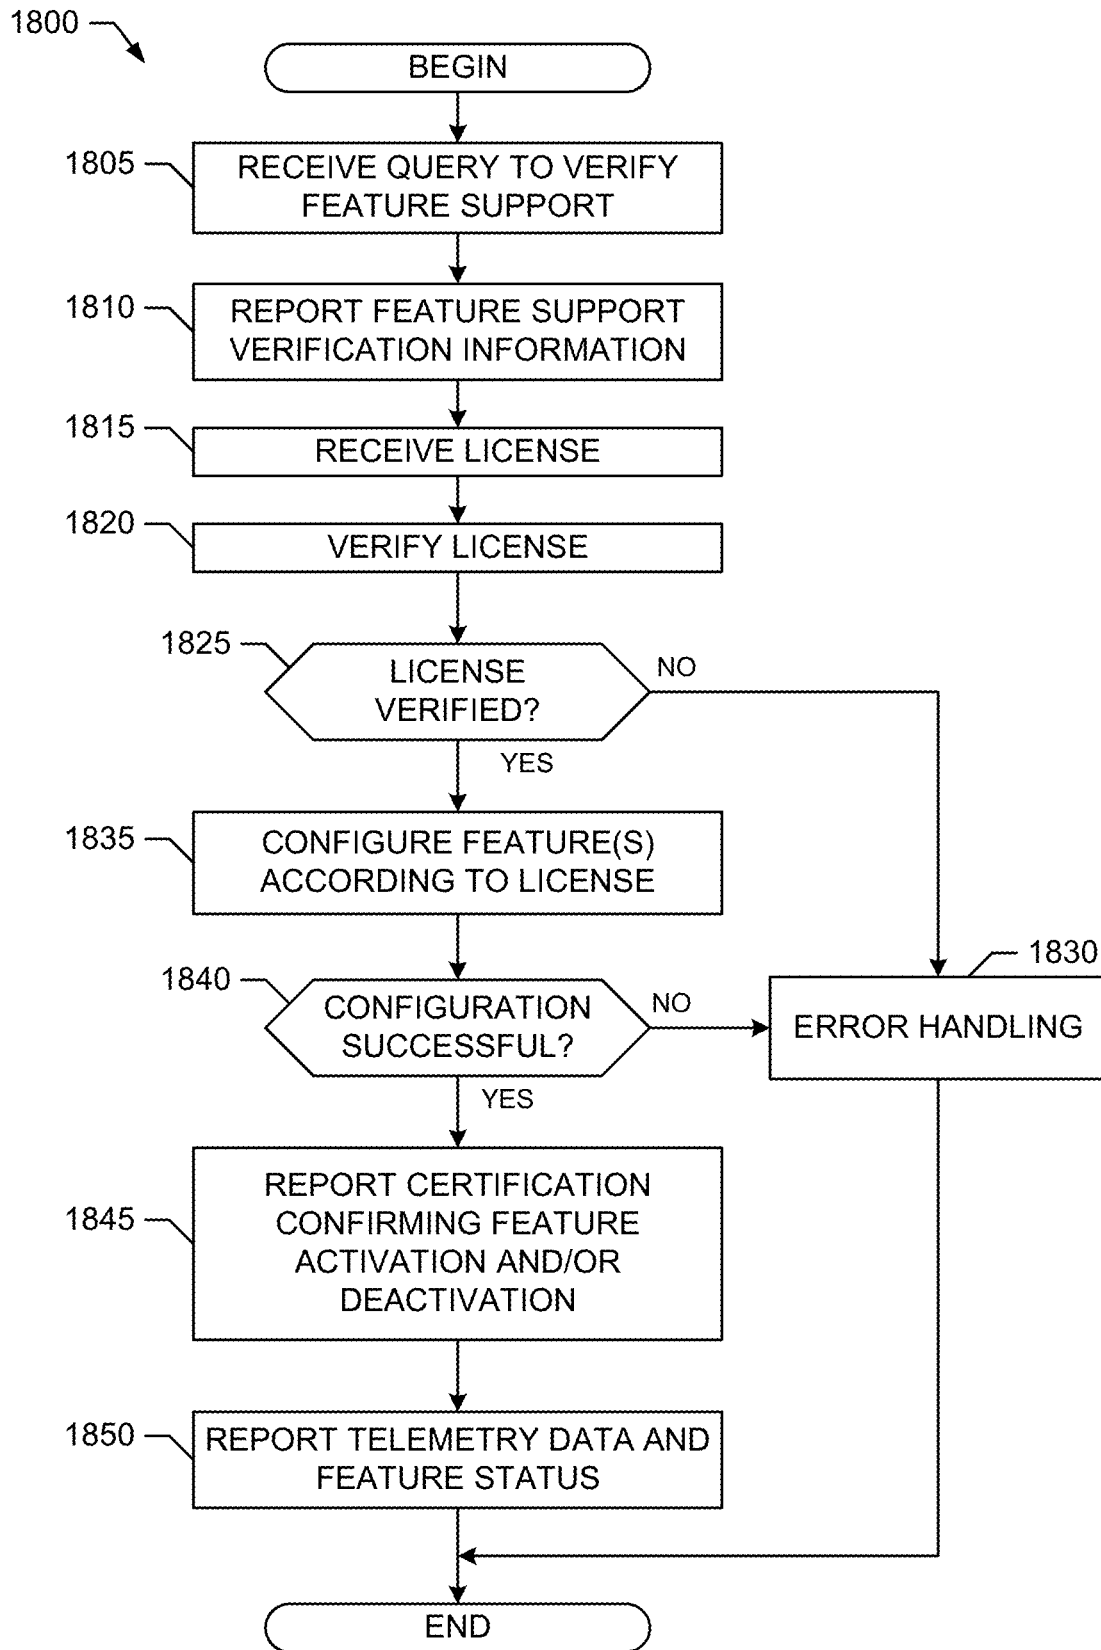 1800
BEGIN
1805
RECEIVE QUERY TO VERIFY
FEATURE SUPPORT
1810
REPORT FEATURE SUPPORT
VERIFICATION INFORMATION
1815
RECEIVE LICENSE
1820
VERIFY LICENSE
1825
LICENSE
VERIFIED?
NO
YES
1835
CONFIGURE FEATURE(S)
ACCORDING TO LICENSE
1840
CONFIGURATION
SUCCESSFUL?
NO
YES
1830
ERROR HANDLING
1845
REPORT CERTIFICATION
CONFIRMING FEATURE
ACTIVATION AND/OR
DEACTIVATION
1850
REPORT TELEMETRY DATA AND
FEATURE STATUS
END